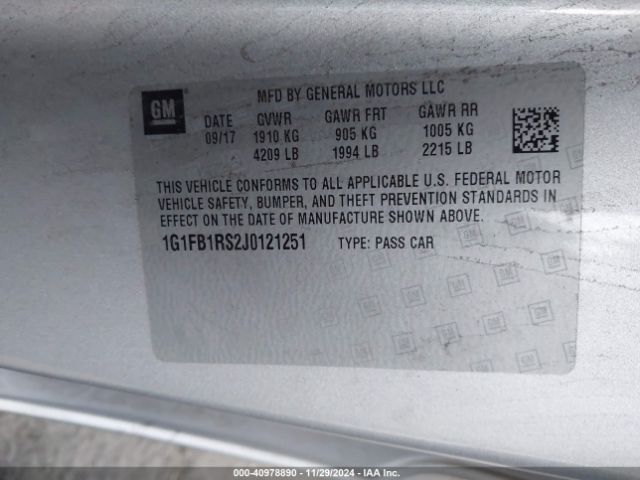 MFD BY GENERAL MOTORS LLC
GM
DATE GVWR GAWR FRT GAWR RR
09/17 1910 KG 905 KG 1005 KG
4209 LB 1994 LB 2215 LB
THIS VEHICLE CONFORMS TO ALL APPLICABLE U.S. FEDERAL MOTOR
VEHICLE SAFETY, BUMPER, AND THEFT PREVENTION STANDARDS IN
EFFECT ON THE DATE OF MANUFACTURE SHOWN ABOVE.
1G1FB1RS2J0121251 TYPE: PASS CAR
000-40978890 - 11/29/2024 - IAA Inc.